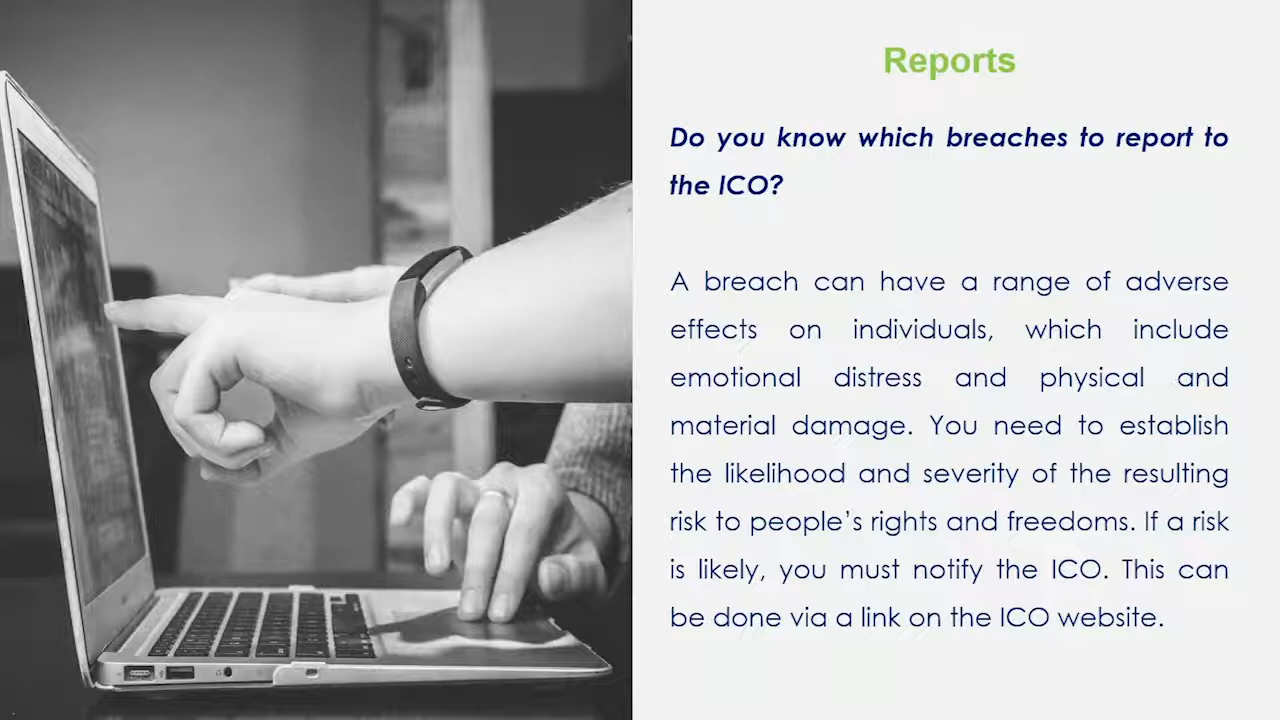 Reports
Do you know which breaches to report to
the ICO?
A breach can have a range of adverse
effects on individuals, which include
emotional distress and physical and
material damage. You need to establish
the likelihood and severity of the resulting
risk to people's rights and freedoms. If a risk
is likely, you must notify the ICO. This can
be done via a link on the ICO website.